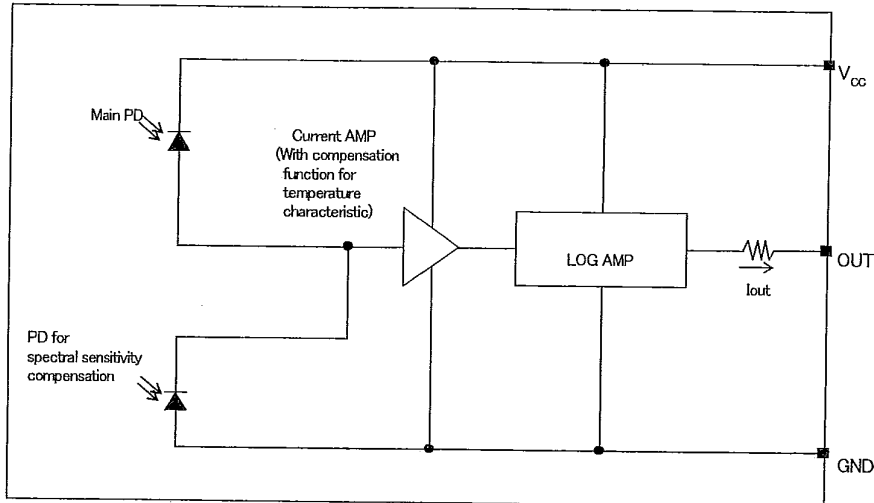 Vcc
Main PD
Current AMP
(With compensation
function for
temperature
characteristic)
LOG AMP
OUT
Iout
PD for
spectral sensitivity
compensation
GND